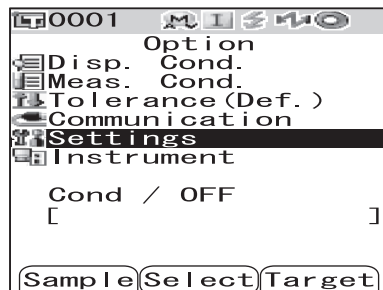 0001 M I
Option
Disp. Cond.
Meas. Cond.
Tolerance(Def.)
Communication
Settings
Instrument
Cond / OFF
[ ]
Sample Select Target